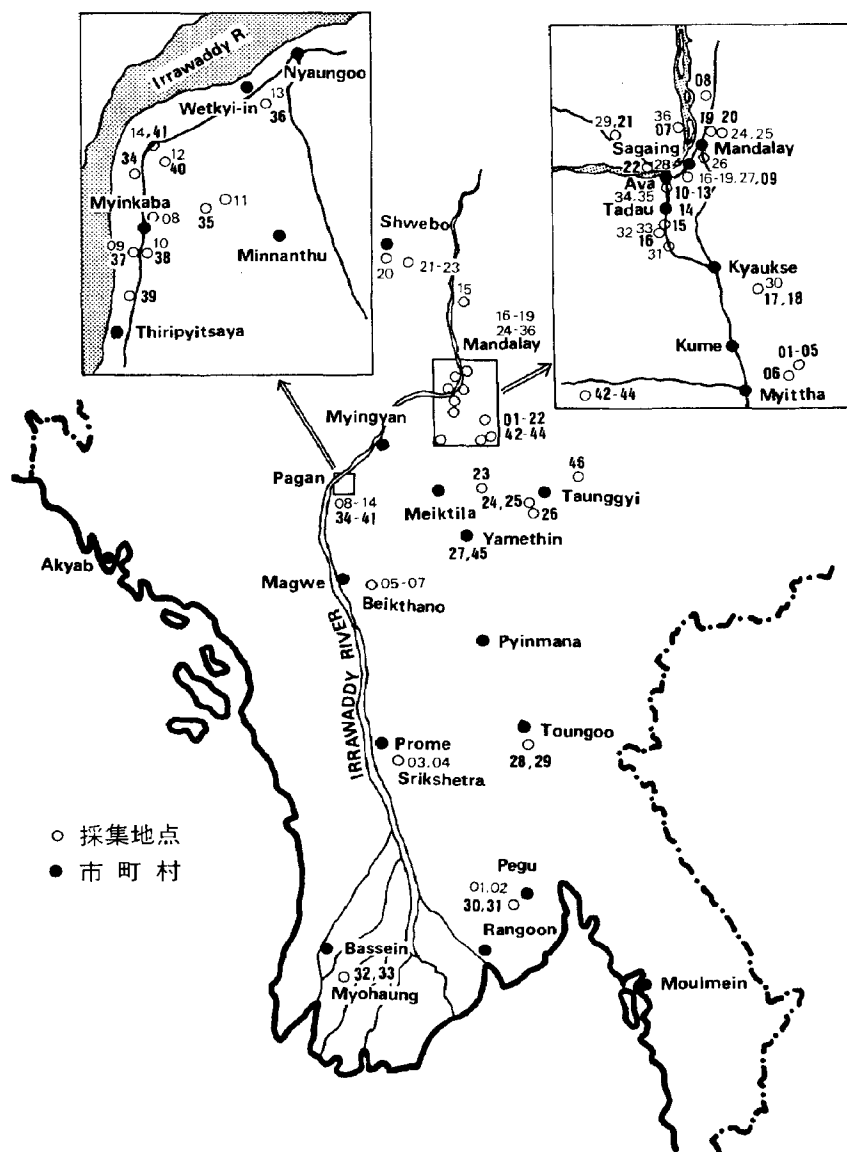 Irrawaddy R.
Nyaungoo
Wetkyi-in
13
36
14,41
34
12
40
Myinkaba
08
11
35
09
37
10
38
Minnanthu
39
Thiripyitsaya
08
36
07
19
20
29,21
24,25
Sagaing
Mandalay
22
28
26
16-19.27,09
Ava
34,35
10-13
Tadau
14
33
15
32
16
31
Kyaukse
30
17,18
Kume
01-05
06
Myittha
42-44
Shwebo
20
21-23
15
16-19
24-36
Mandalay
Myingyan
01-22
42-44
Pagan
8-14
34-41
23
46
Meiktila
24,25
Taunggyi
26
Yamethin
27,45
Akyab
Magwe
05-07
Beikthano
IRRAWADDY RIVER
Pyinmana
Prome
03.04
Srikshetra
Toungoo
28,29
○ 採集地点
● 市町村
Pegu
01.02
30,31
Rangoon
Bassein
32,33
Myohaung
Moulmein